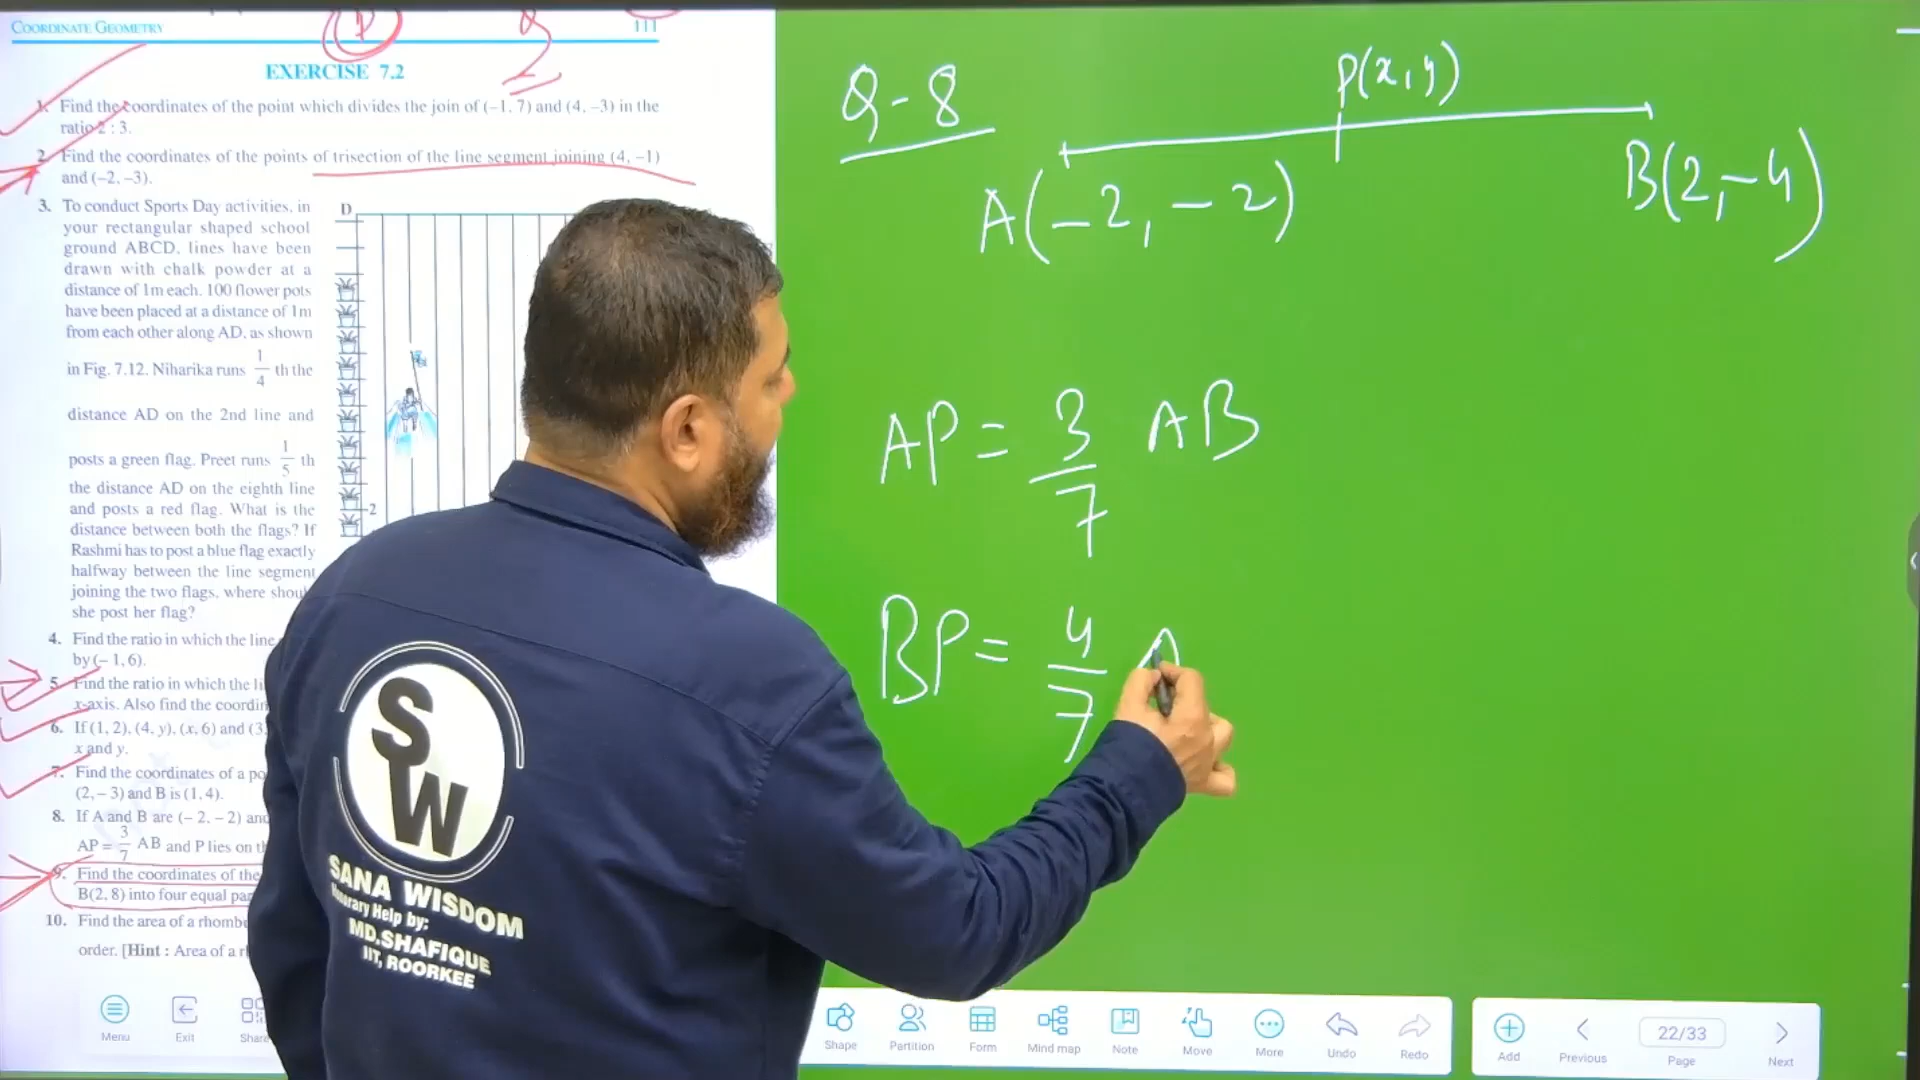 COORDINATE GEOMETRY 111
EXERCISE 7.2
1. Find the coordinates of the point which divides the join of (–1, 7) and (4, –3) in the
ratio 2 : 3.
2. Find the coordinates of the points of trisection of the line segment joining (4, –1)
and (–2, –3).
3. To conduct Sports Day activities, in
your rectangular shaped school
ground ABCD, lines have been
drawn with chalk powder at a
distance of 1m each. 100 flower pots
have been placed at a distance of 1m
from each other along AD, as shown
in Fig. 7.12. Niharika runs 1/4 th the
distance AD on the 2nd line and
posts a green flag. Preet runs 1/5 th
the distance AD on the eighth line
and posts a red flag. What is the
distance between both the flags? If
Rashmi has to post a blue flag exactly
halfway between the line segment
joining the two flags, where
she post her flag?
D
2
4. Find the ratio in which the line
by (– 1, 6).
5. Find the ratio in which the
x-axis. Also find the
6. If (1, 2), (4, y), (x, 6) and (3,
x and y.
7. Find the coordinates of a
(2, – 3) and B is (1, 4).
8. If A and B are (– 2, – 2) and
AP = 3/7 AB and P lies on
9. Find the coordinates of the
B(2, 8) into four equal
10. Find the area of a
order. [Hint : Area of a
Q-8
P(x, y)
A(-2, -2)
B(2, -4)
AP = 3/7 AB
BP = 4/7 A
SW
SANA WISDOM
Honorary Help by:
MD.SHAFIQUE
IIT, ROORKEE
Menu Exit Share Shape Partition Form Mind map Note Move More Undo Redo
Add Previous 22/33 Page Next